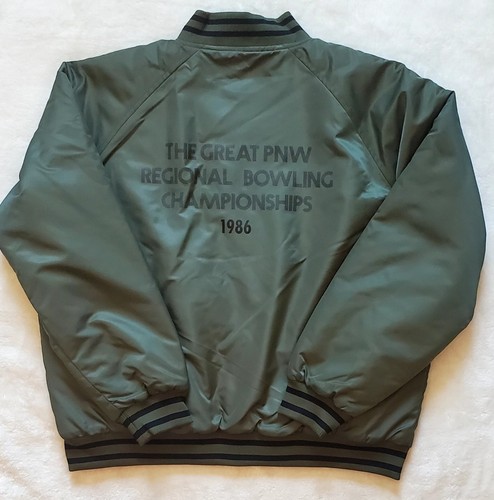 THE GREAT PNW
REGIONAL BOWLING
CHAMPIONSHIPS
1986